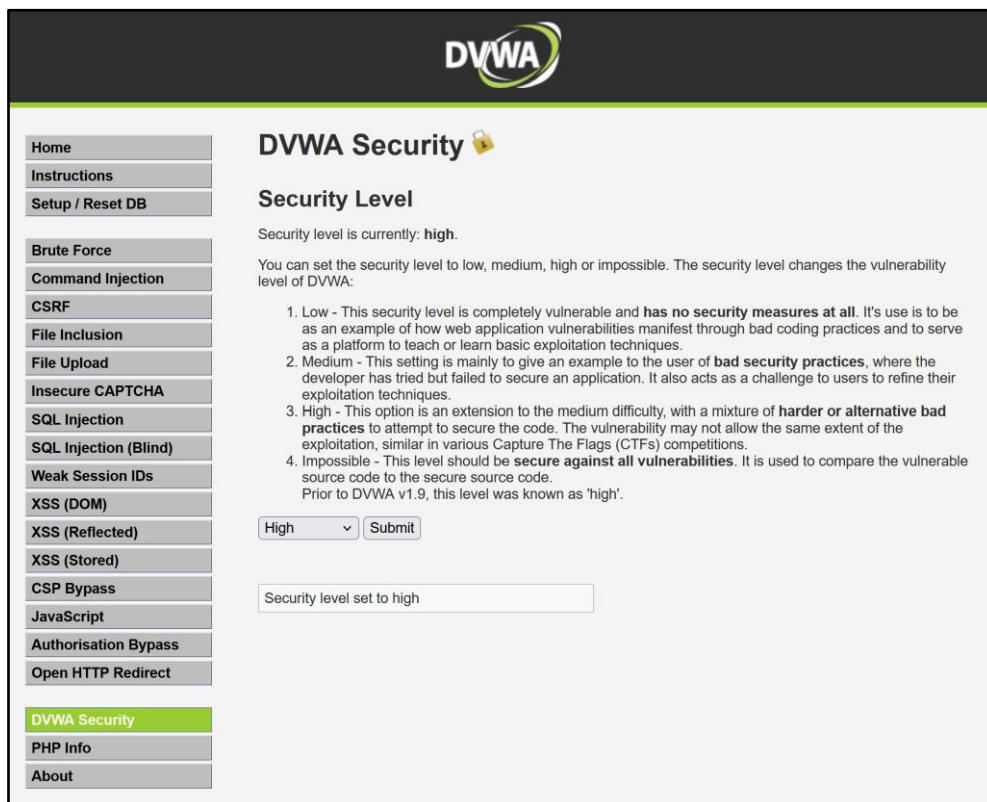 DVWA
Home
Instructions
Setup / Reset DB
Brute Force
Command Injection
CSRF
File Inclusion
File Upload
Insecure CAPTCHA
SQL Injection
SQL Injection (Blind)
Weak Session IDs
XSS (DOM)
XSS (Reflected)
XSS (Stored)
CSP Bypass
JavaScript
Authorisation Bypass
Open HTTP Redirect
DVWA Security
PHP Info
About
DVWA Security
Security Level
Security level is currently: high.
You can set the security level to low, medium, high or impossible. The security level changes the vulnerability
level of DVWA:
1. Low - This security level is completely vulnerable and has no security measures at all. It's use is to be
as an example of how web application vulnerabilities manifest through bad coding practices and to serve
as a platform to teach or learn basic exploitation techniques.
2. Medium - This setting is mainly to give an example to the user of bad security practices, where the
developer has tried but failed to secure an application. It also acts as a challenge to users to refine their
exploitation techniques.
3. High - This option is an extension to the medium difficulty, with a mixture of harder or alternative bad
practices to attempt to secure the code. The vulnerability may not allow the same extent of the
exploitation, similar in various Capture The Flags (CTFs) competitions.
4. Impossible - This level should be secure against all vulnerabilities. It is used to compare the vulnerable
source code to the secure source code.
Prior to DVWA v1.9, this level was known as 'high'.
High Submit
Security level set to high